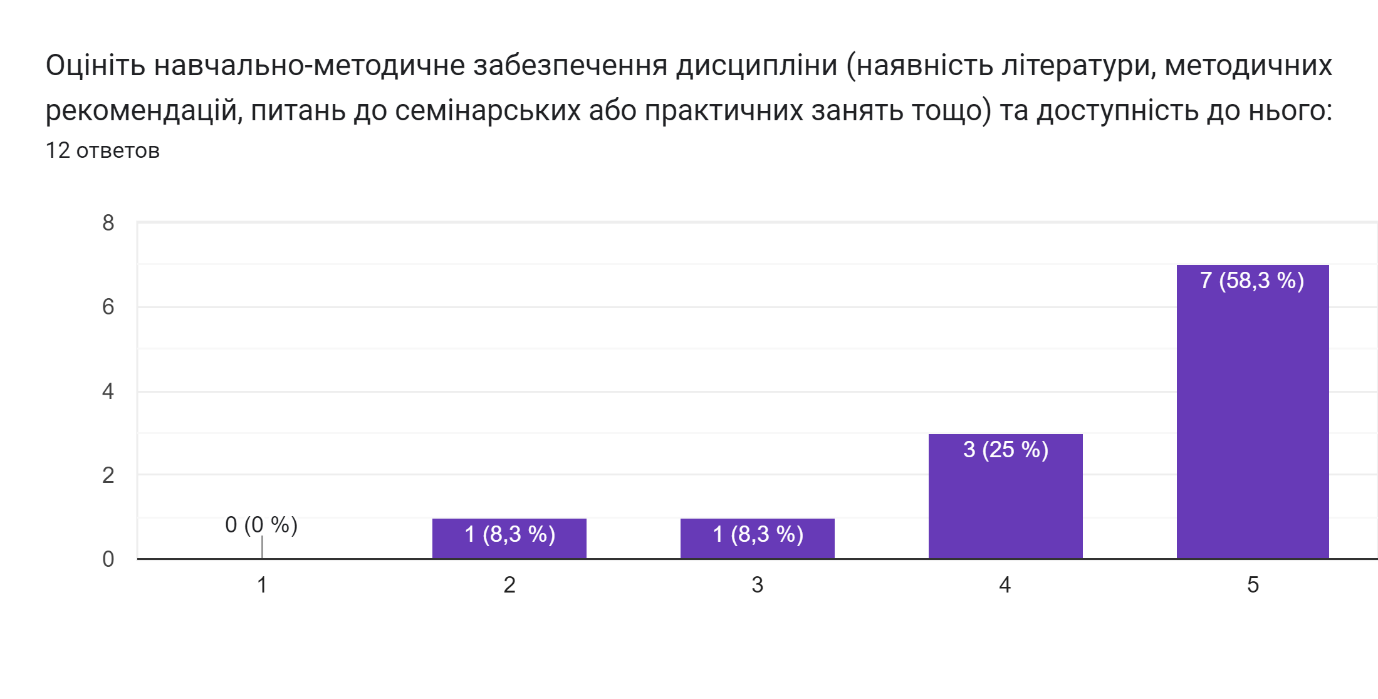 Оцініть навчально-методичне забезпечення дисципліни (наявність літератури, методичних
рекомендацій, питань до семінарських або практичних занять тощо) та доступність до нього:
12 ответов
8
6
4
2
0
0 (0 %)
1 (8,3 %)
1 (8,3 %)
3 (25 %)
7 (58,3 %)
1
2
3
4
5